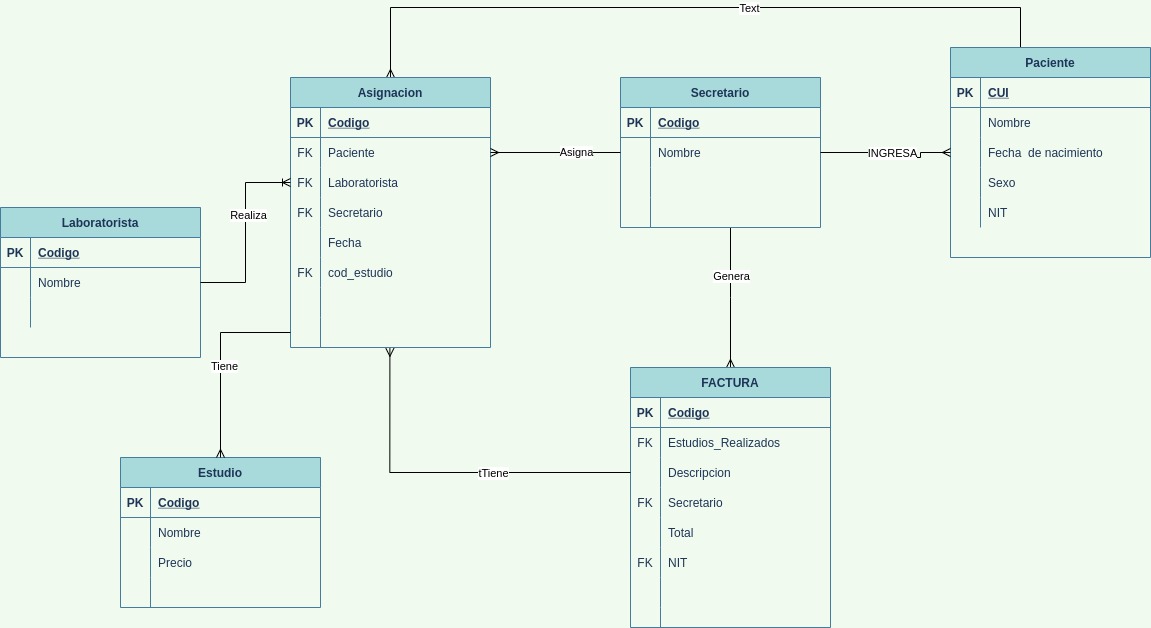 Text
Paciente
PK CUI
Nombre
Fecha  de nacimiento
Sexo
NIT
Asignacion
PK Codigo
FK Paciente
FK Laboratorista
FK Secretario
Fecha
FK cod_estudio
Asigna
Secretario
PK Codigo
Nombre
INGRESA
Realiza
Laboratorista
PK Codigo
Nombre
Genera
Tiene
FACTURA
PK Codigo
FK Estudios_Realizados
Descripcion
FK Secretario
Total
FK NIT
tTiene
Estudio
PK Codigo
Nombre
Precio